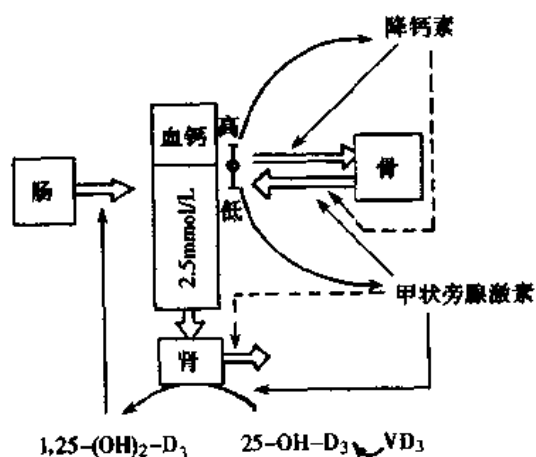 降钙素
血钙
高
骨
肠
低
2.5mmol/L
甲状旁腺激素
肾
1,25-(OH)₂-D₃
25-OH-D₃
VD₃